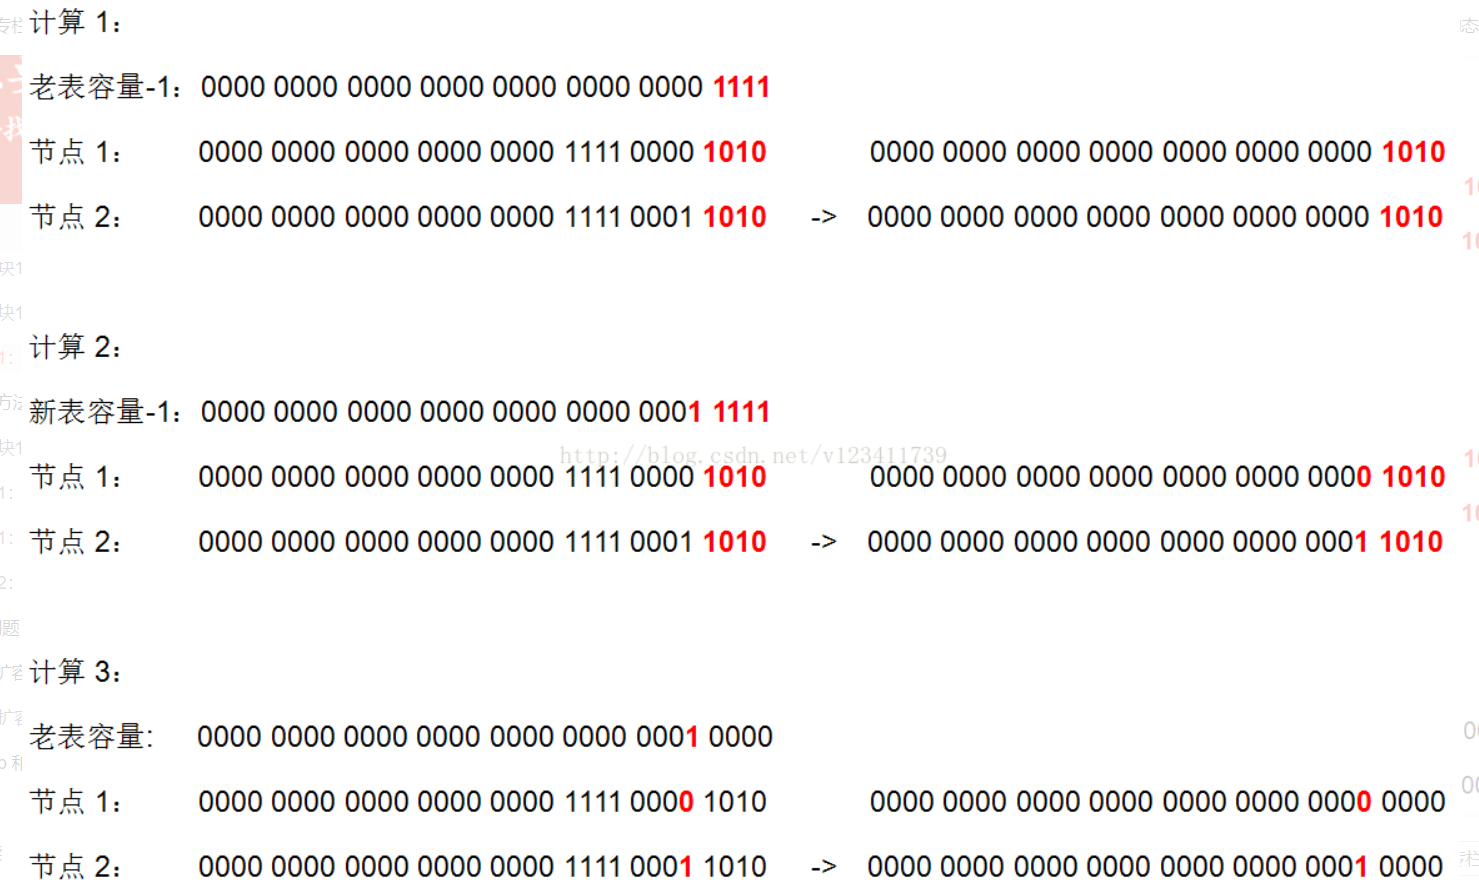 计算 1：
老表容量-1：0000 0000 0000 0000 0000 0000 0000 1111
节点 1： 0000 0000 0000 0000 0000 1111 0000 1010 0000 0000 0000 0000 0000 0000 0000 1010
节点 2： 0000 0000 0000 0000 0000 1111 0001 1010 -> 0000 0000 0000 0000 0000 0000 0000 1010
计算 2：
新表容量-1：0000 0000 0000 0000 0000 0000 0001 1111
http://blog.csdn.net/v123411739
节点 1： 0000 0000 0000 0000 0000 1111 0000 1010 0000 0000 0000 0000 0000 0000 0000 1010
节点 2： 0000 0000 0000 0000 0000 1111 0001 1010 -> 0000 0000 0000 0000 0000 0000 0001 1010
计算 3：
老表容量: 0000 0000 0000 0000 0000 0000 0001 0000
节点 1： 0000 0000 0000 0000 0000 1111 0000 1010 0000 0000 0000 0000 0000 0000 0000 0000
节点 2： 0000 0000 0000 0000 0000 1111 0001 1010 -> 0000 0000 0000 0000 0000 0000 0001 0000